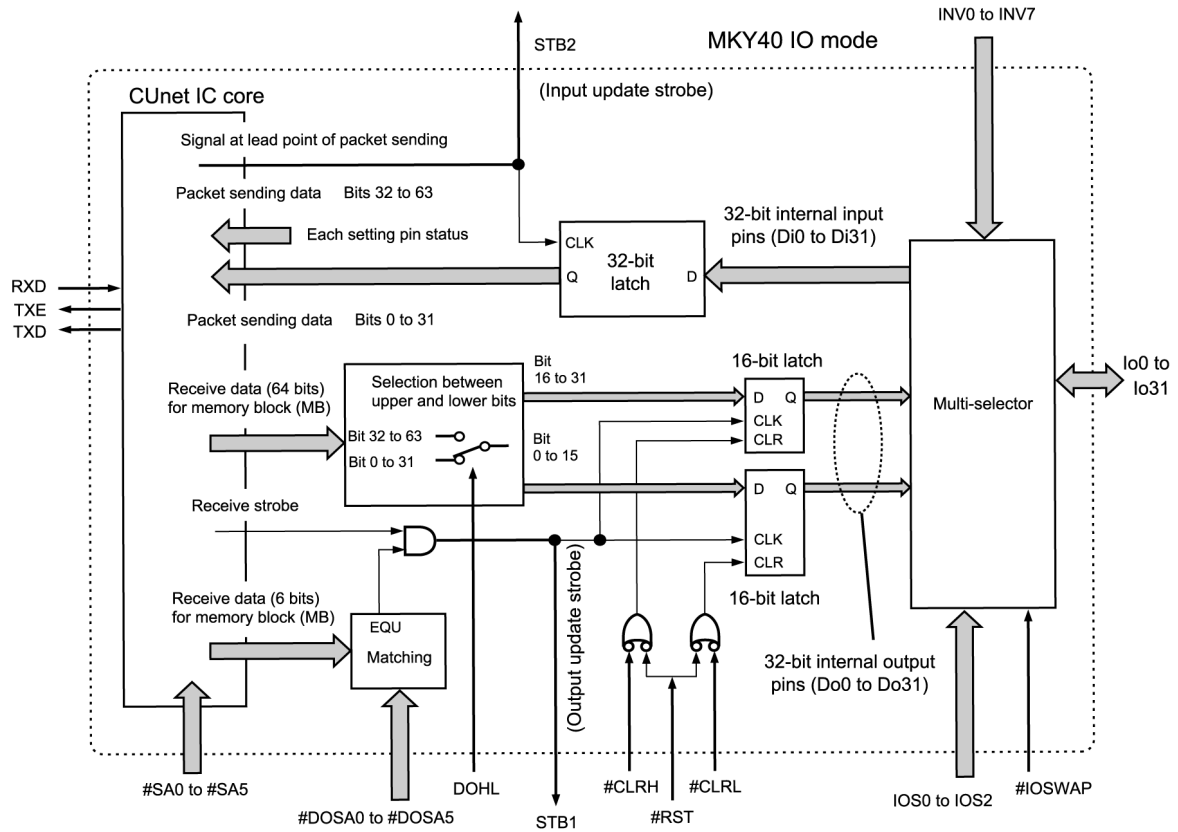 INV0 to INV7
STB2
MKY40 IO mode
(Input update strobe)
CUnet IC core
Signal at lead point of packet sending
Packet sending data Bits 32 to 63
Each setting pin status
32-bit internal input
pins (Di0 to Di31)
CLK
32-bit
latch
Q
D
RXD
TXE
TXD
Packet sending data Bits 0 to 31
Io0 to
Io31
Multi-selector
Receive data (64 bits)
for memory block (MB)
Selection between
upper and lower bits
Bit 32 to 63
Bit 0 to 31
Bit
16 to 31
Bit
0 to 15
16-bit latch
D Q
CLK
CLR
D Q
CLK
CLR
16-bit latch
Receive strobe
Receive data (6 bits)
for memory block (MB)
EQU
Matching
(Output update strobe)
32-bit internal output
pins (Do0 to Do31)
#SA0 to #SA5
#DOSA0 to #DOSA5
DOHL
STB1
#CLRH
#RST
#CLRL
IOS0 to IOS2
#IOSWAP